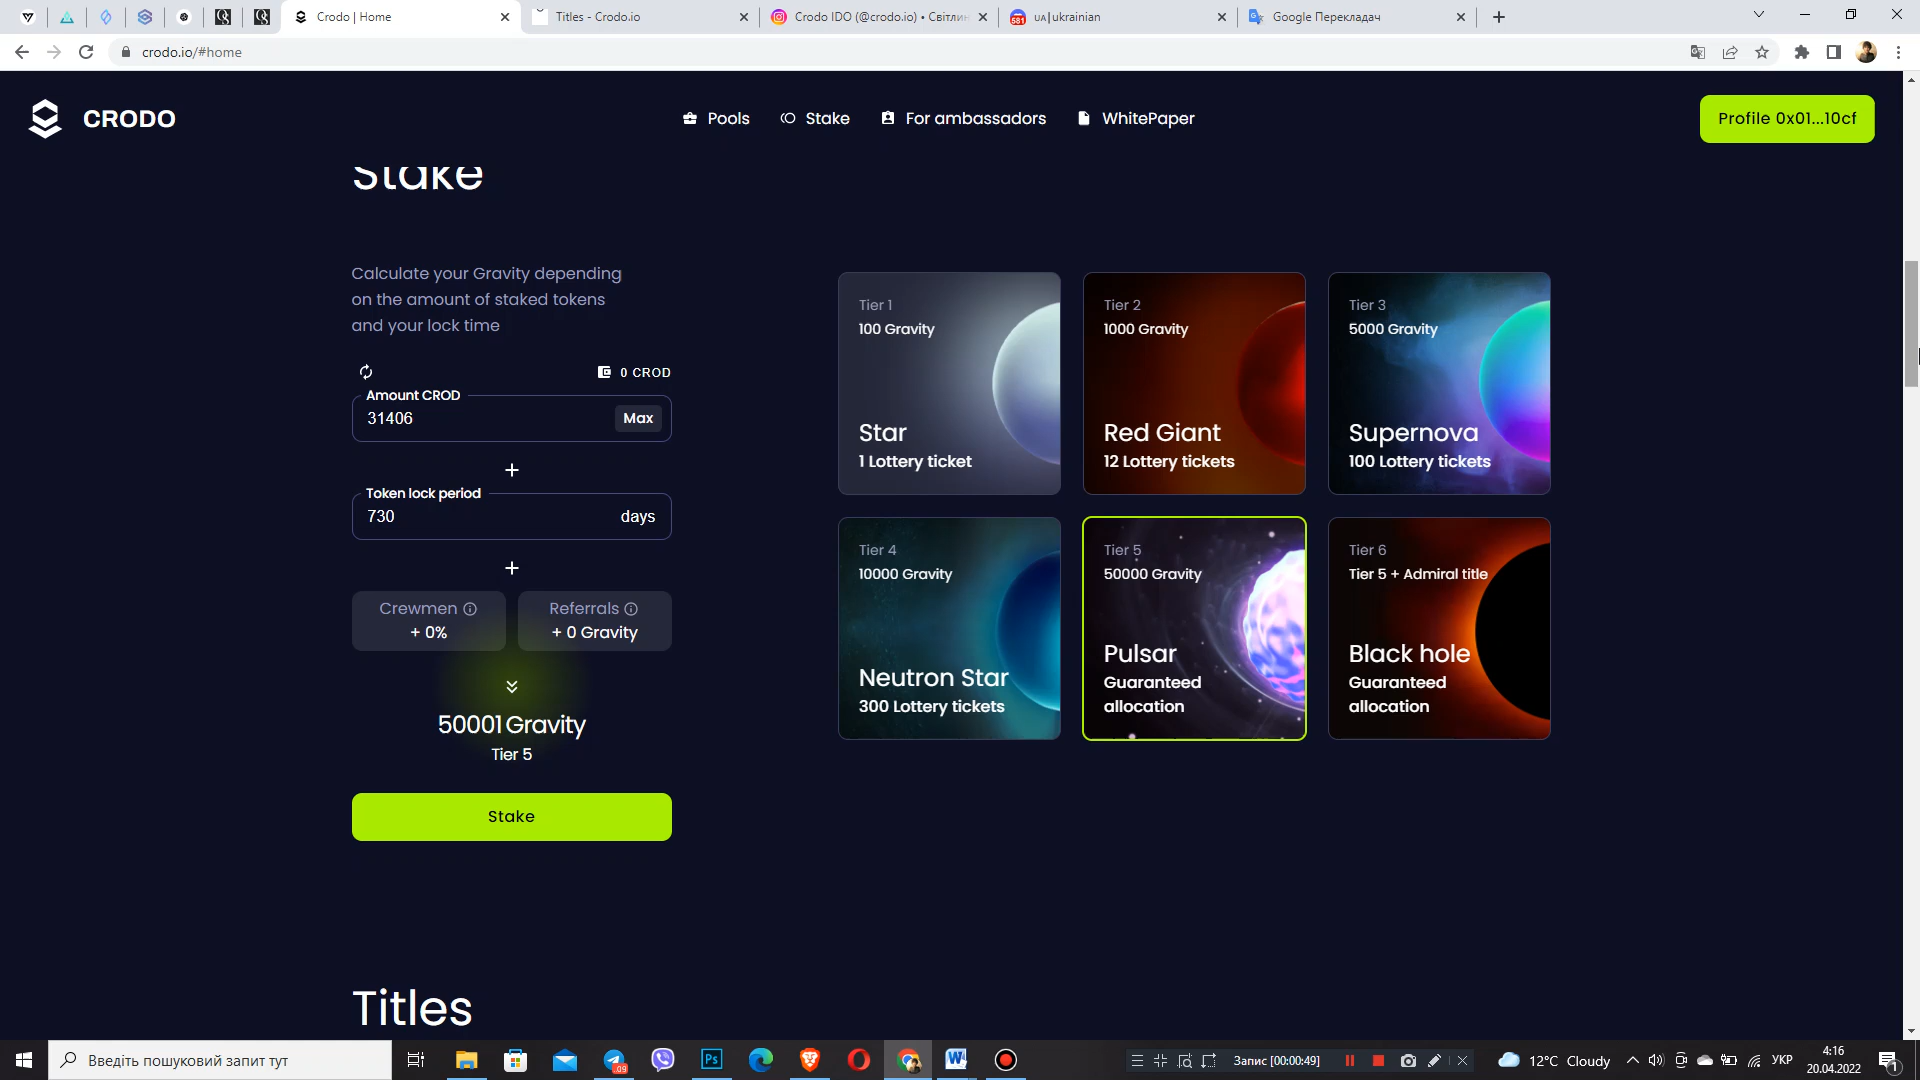 Crodo | Home
Titles - Crodo.io
Crodo IDO (@crodo.io) • Світлин
581
UA|ukrainian
Google Перекладач
crodo.io/#home
CRODO
Pools
Stake
For ambassadors
WhitePaper
Profile 0x01...10cf
Stake
Calculate your Gravity depending
on the amount of staked tokens
and your lock time
0 CROD
Amount CROD
31406
Max
Token lock period
730
days
Crewmen
+ 0%
Referrals
+ 0 Gravity
50001 Gravity
Tier 5
Stake
Tier 1
100 Gravity
Star
1 Lottery ticket
Tier 2
1000 Gravity
Red Giant
12 Lottery tickets
Tier 3
5000 Gravity
Supernova
100 Lottery tickets
Tier 4
10000 Gravity
Neutron Star
300 Lottery tickets
Tier 5
50000 Gravity
Pulsar
Guaranteed
allocation
Tier 6
Tier 5 + Admiral title
Black hole
Guaranteed
allocation
Titles
Введіть пошуковий запит тут
Ps
Запис [00:00:49]
12°C Cloudy
УКР
4:16
20.04.2022
1